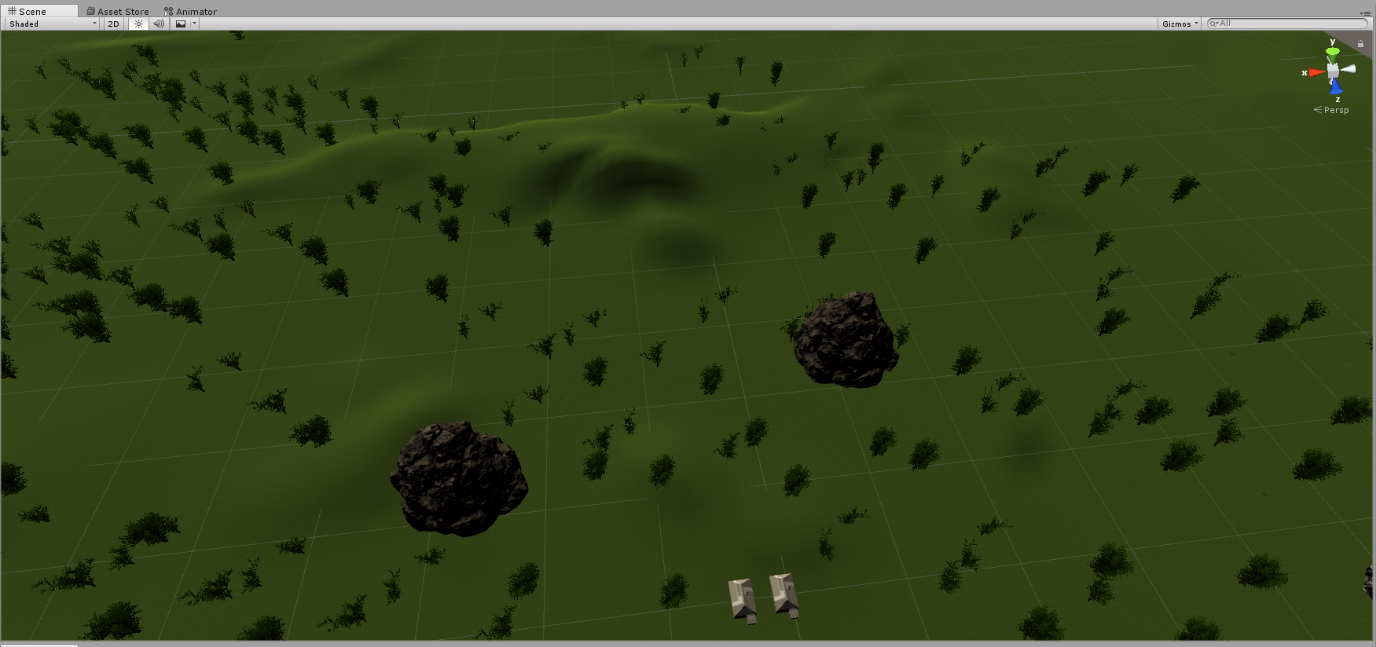 Scene Asset Store Animator
Shaded 2D Gizmos All
y
x
z
Persp